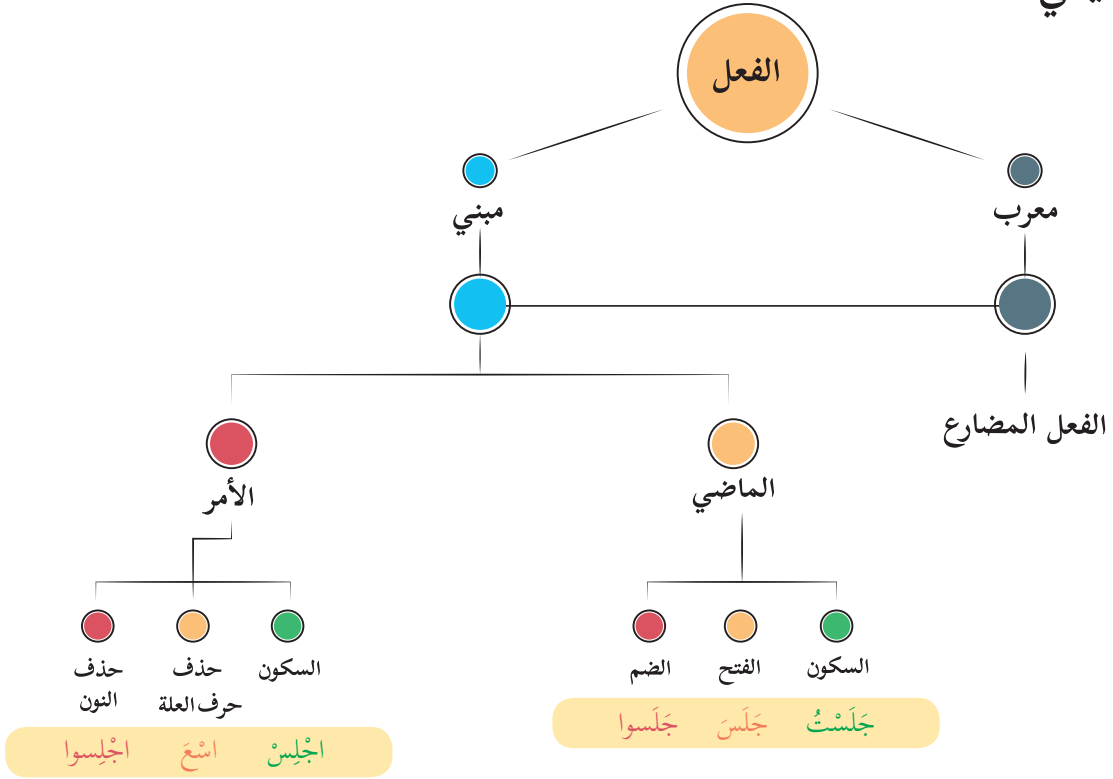 الفعل
معرب
مبني
الفعل المضارع
الماضي
الأمر
السكون
الفتح
الضم
جَلَسْتُ جَلَسَ جَلَسوا
السكون
حذف
حرف العلة
حذف
النون
اجْلِسْ اسْعَ اجْلِسوا